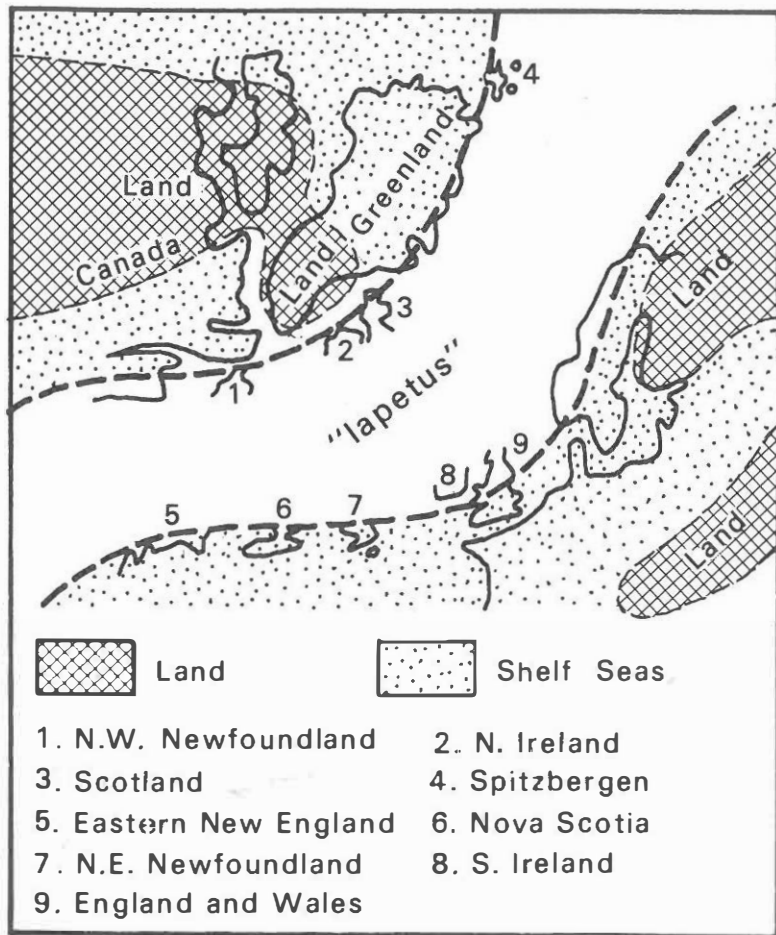 4
Land
Greenland
Canada
Land
Land
3
2
1
"Iapetus"
9
8
7
6
5
Land
Land
Shelf Seas
1. N.W. Newfoundland
2. N. Ireland
3. Scotland
4. Spitzbergen
5. Eastern New England
6. Nova Scotia
7. N.E. Newfoundland
8. S. Ireland
9. England and Wales